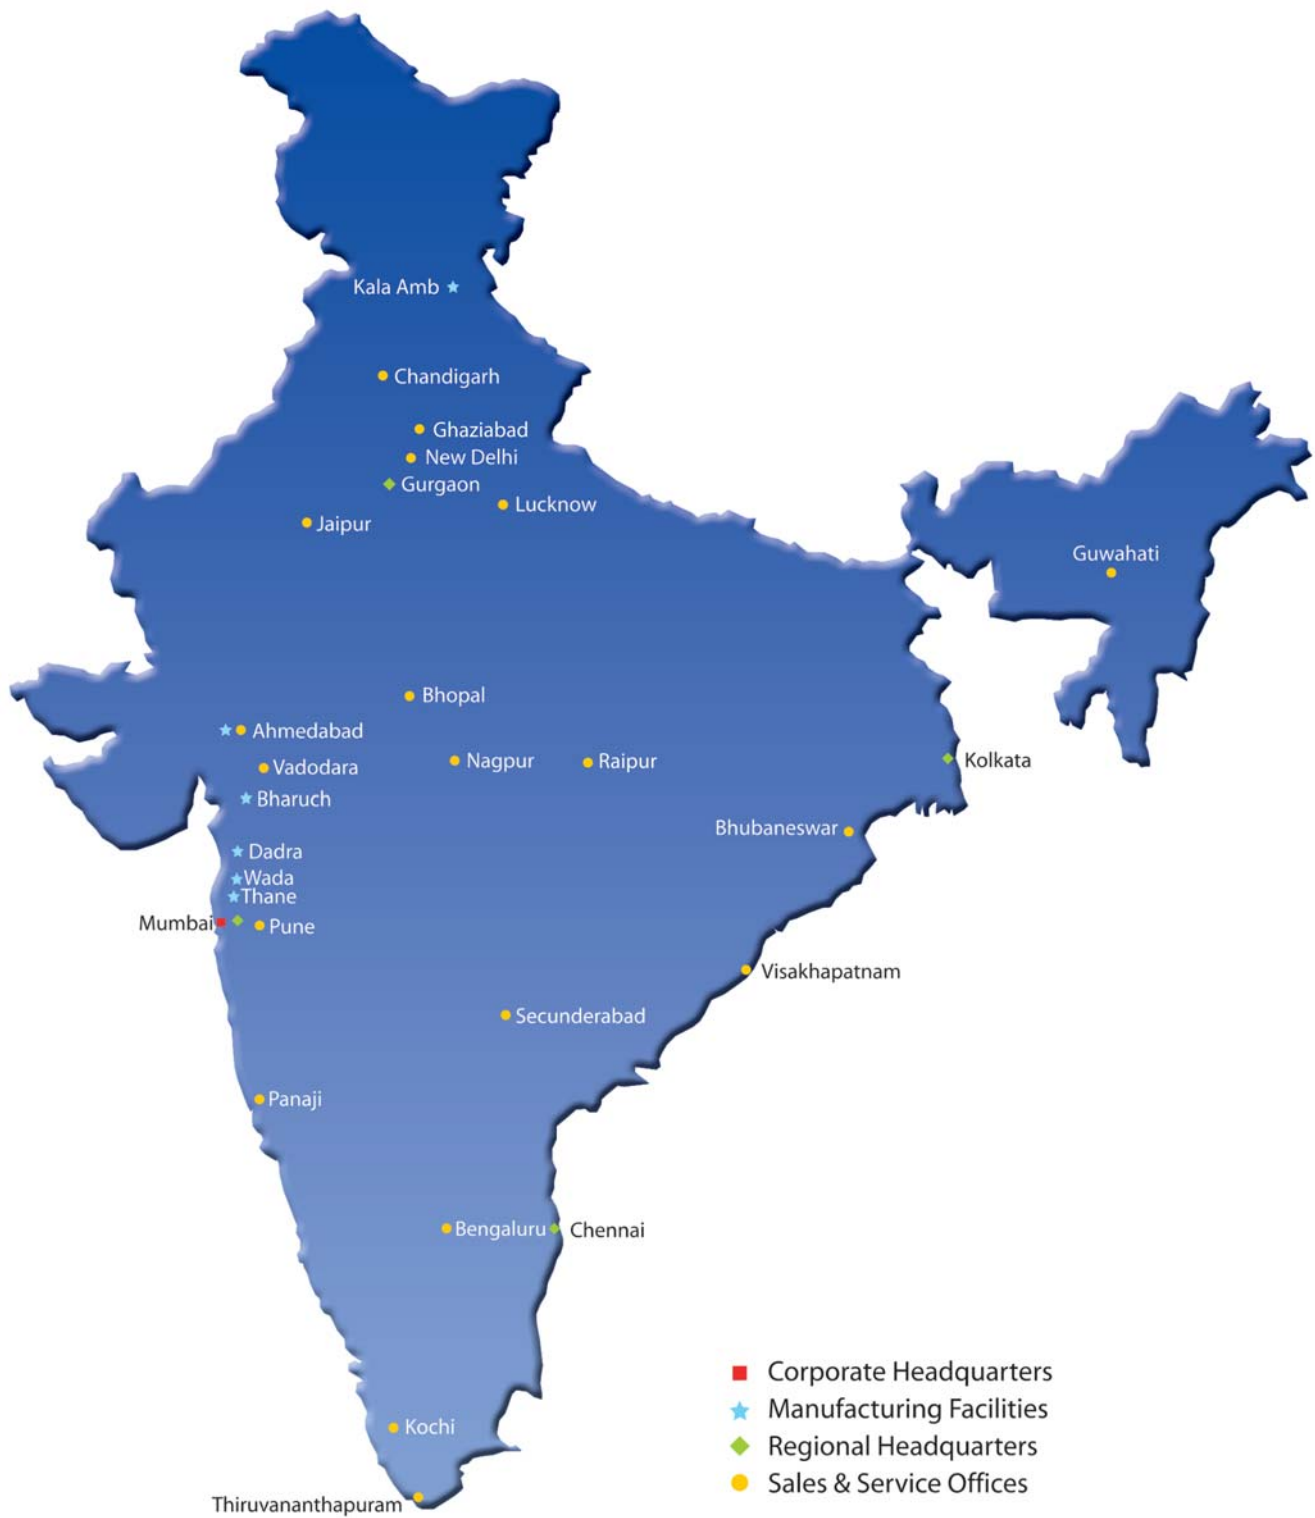 Kala Amb
Chandigarh
Ghaziabad
New Delhi
Gurgaon
Lucknow
Jaipur
Guwahati
Bhopal
Ahmedabad
Vadodara
Nagpur
Raipur
Kolkata
Bharuch
Bhubaneswar
Dadra
Wada
Thane
Mumbai
Pune
Visakhapatnam
Secunderabad
Panaji
Bengaluru
Chennai
Corporate Headquarters
Manufacturing Facilities
Regional Headquarters
Sales & Service Offices
Kochi
Thiruvananthapuram